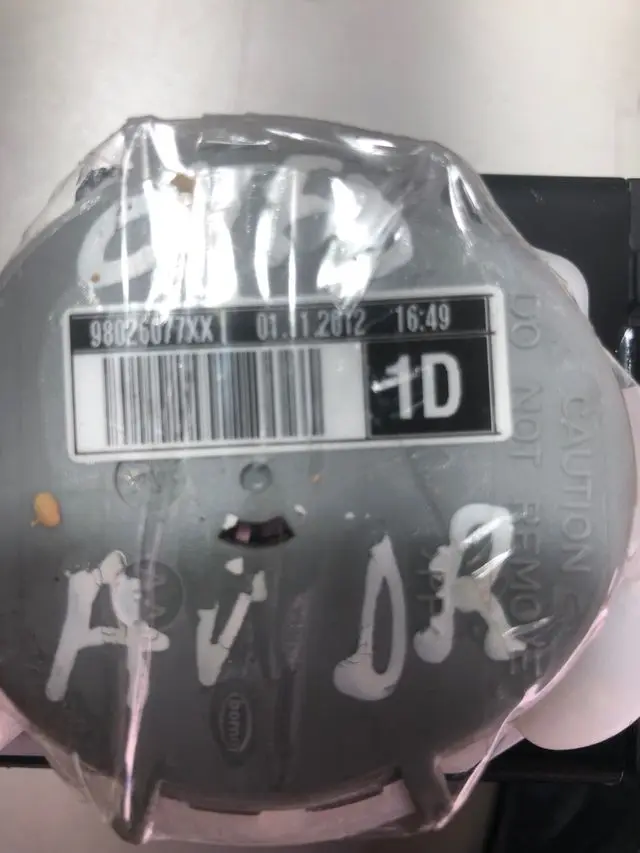 98026077XX 01.11.2012 16:49
1D
DO NOT REMOVE
CAUTION
AV DR